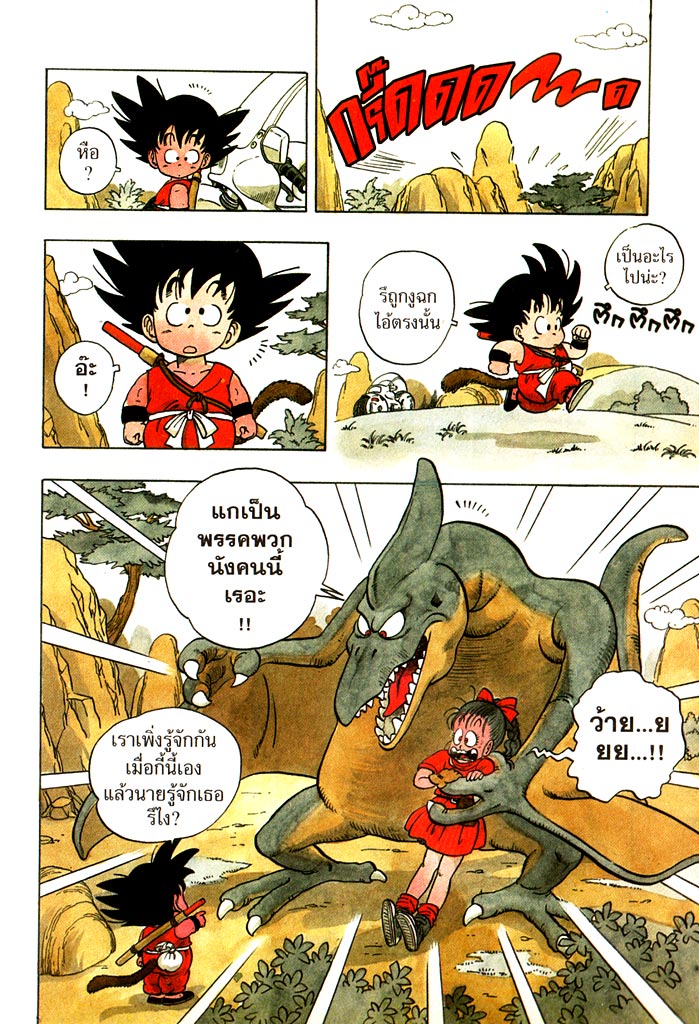 กรี๊ดดด ด
หือ
?
เป็นอะไร
ไปน่ะ?
รึถูกงูฉก
ไอ้ตรงนั้น
ตึก ตึก ตึก
อ๊ะ
!
แกเป็น
พรรคพวก
นังคนนี้
เรอะ
!!
ว้าย...ย
ยย...!!
เราเพิ่งรู้จักกัน
เมื่อกี้นี้เอง
แล้วนายรู้จักเธอ
รึไง?